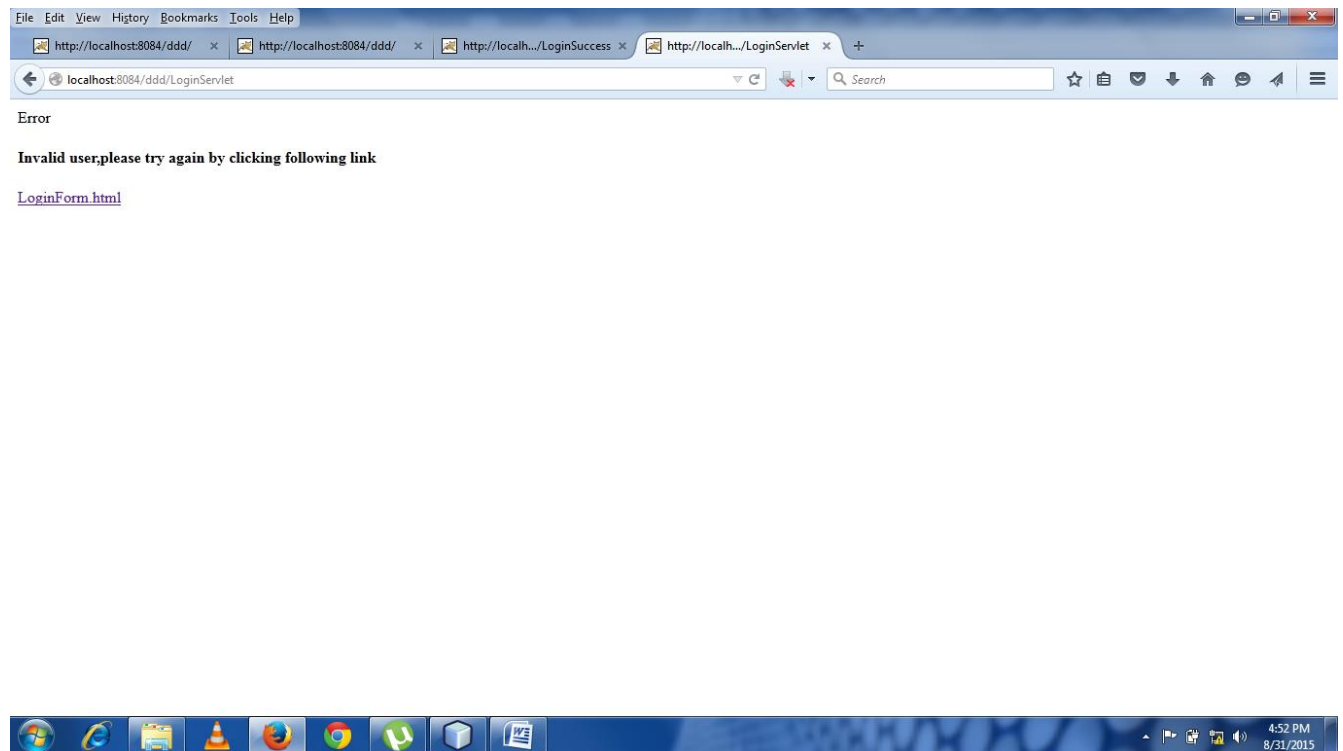 File Edit View History Bookmarks Tools Help
http://localhost:8084/ddd/ × http://localhost:8084/ddd/ × http://localh.../LoginSuccess × http://localh.../LoginServlet × +
localhost:8084/ddd/LoginServlet Search
Error
Invalid user,please try again by clicking following link
LoginForm.html
4:52 PM
8/31/2015